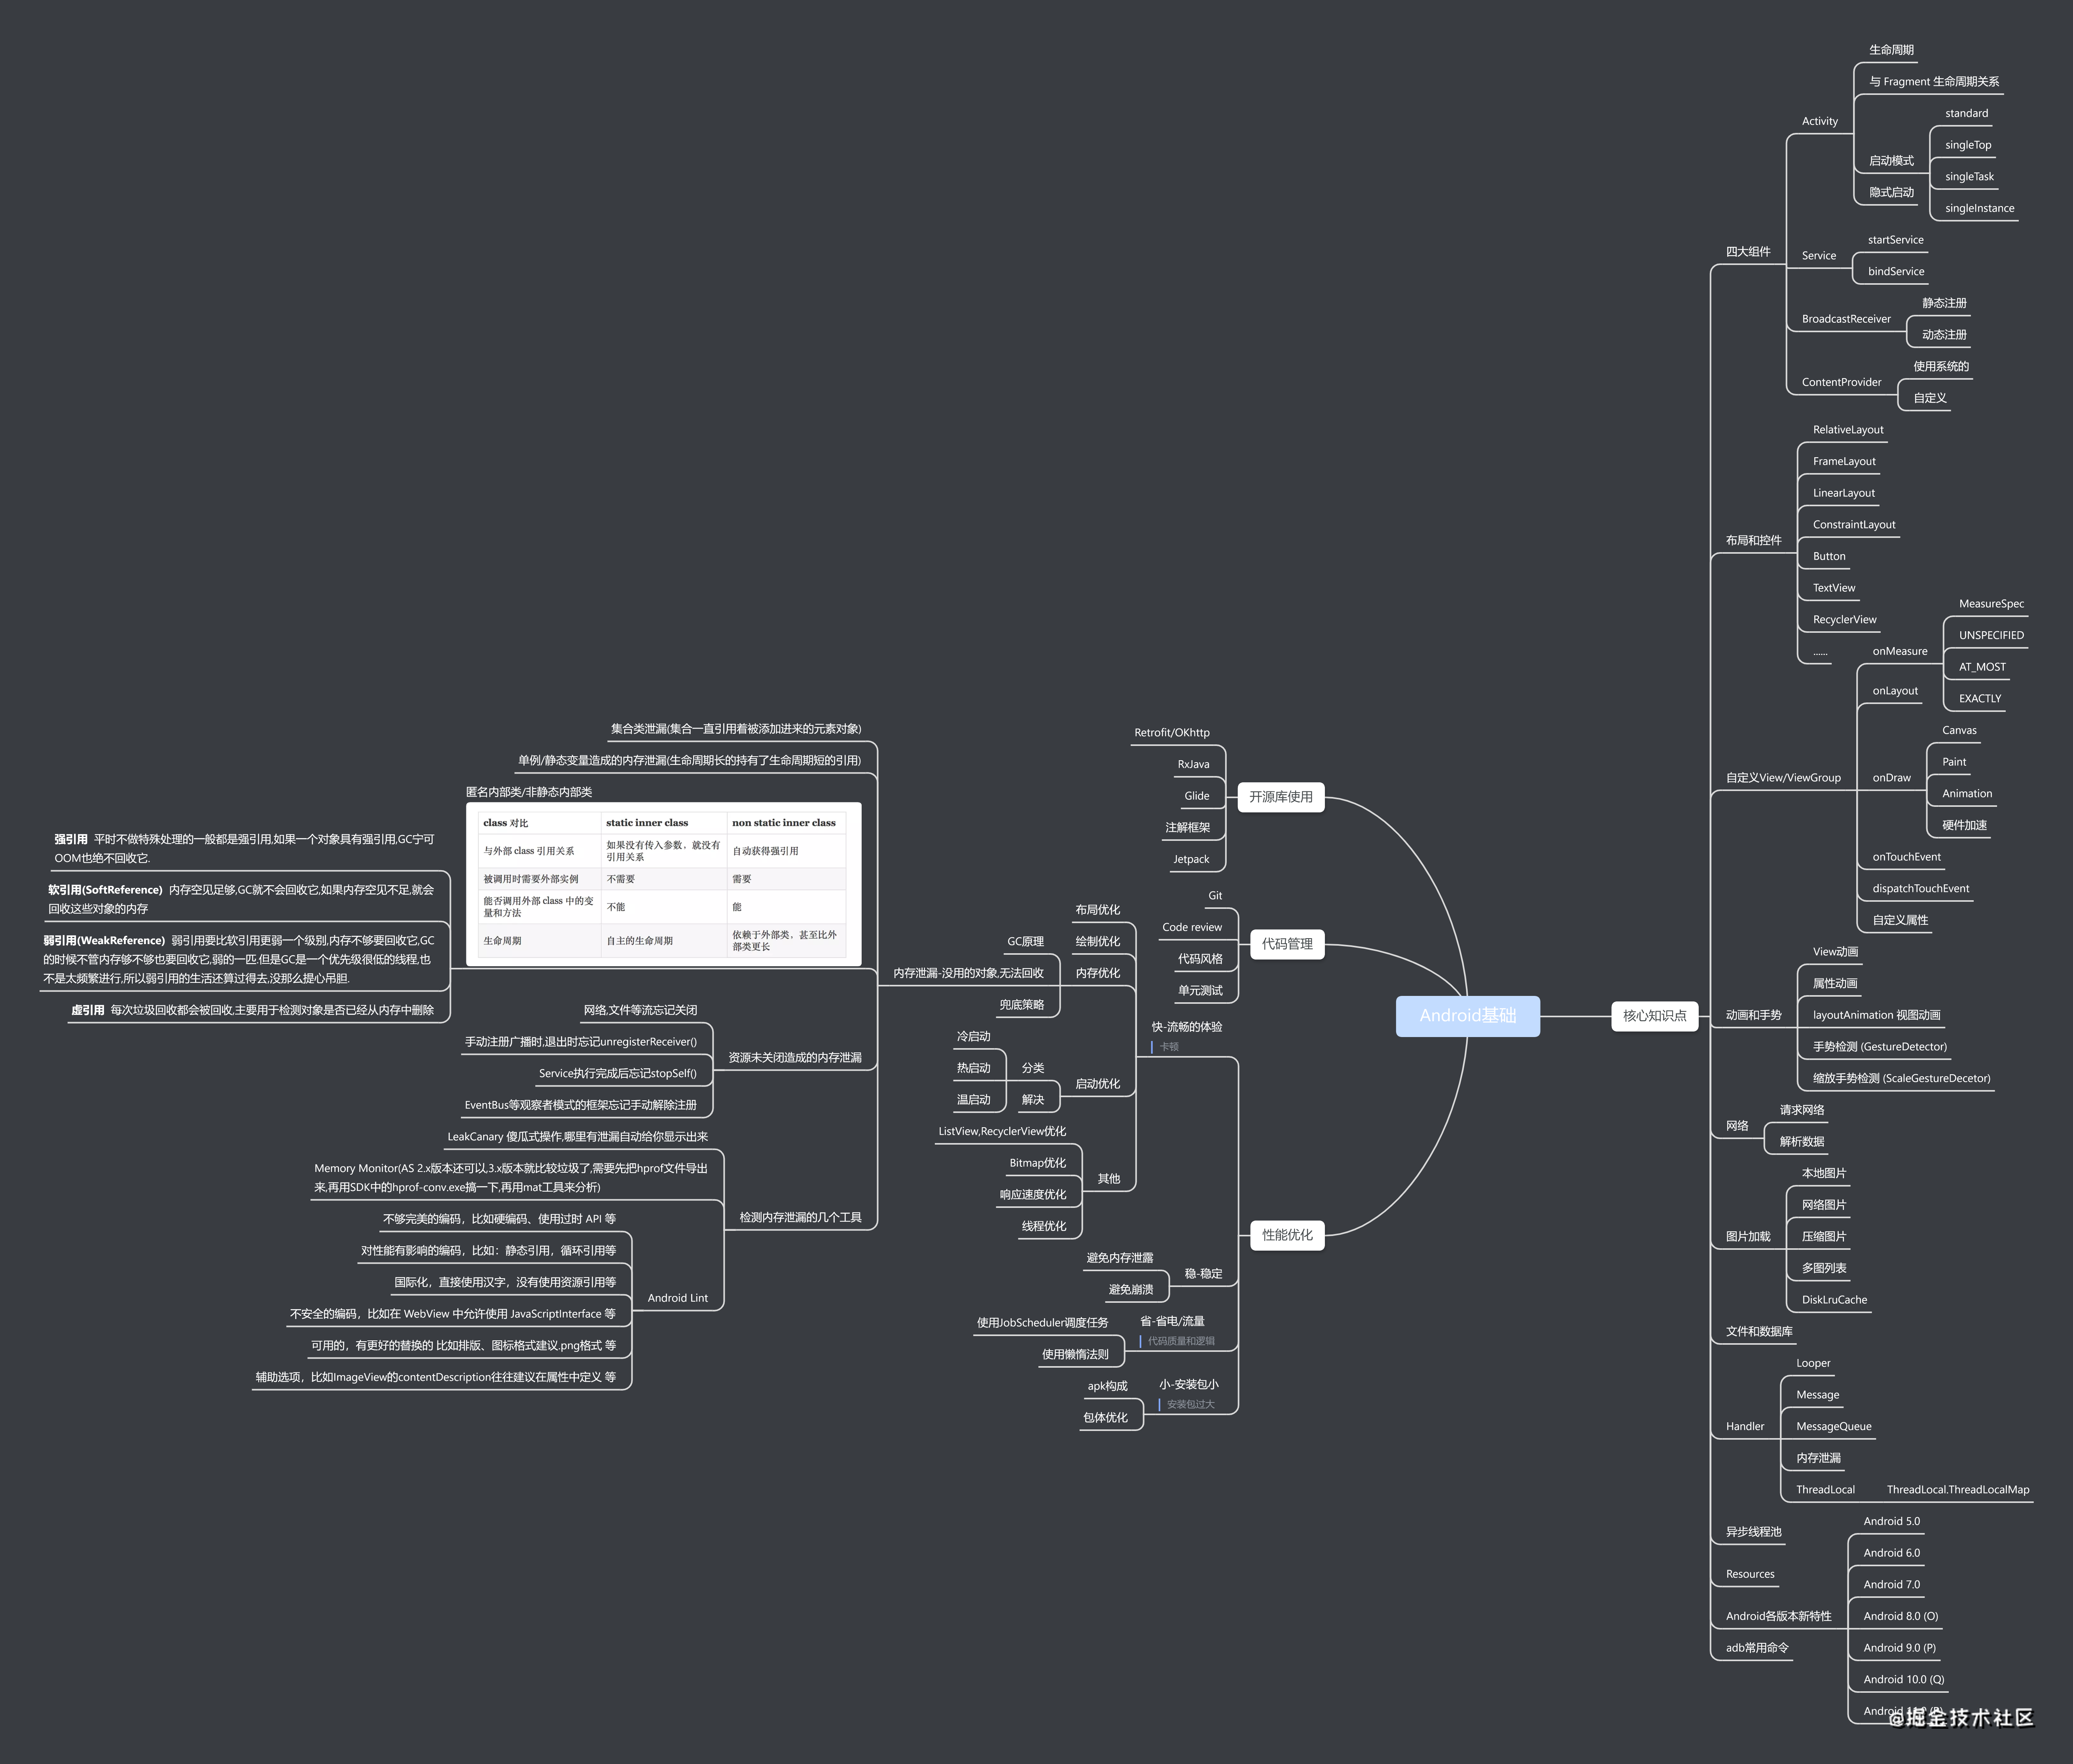 Android基础
核心知识点
四大组件
Activity
生命周期
与 Fragment 生命周期关系
启动模式
standard
singleTop
singleTask
singleInstance
隐式启动
Service
startService
bindService
BroadcastReceiver
静态注册
动态注册
ContentProvider
使用系统的
自定义
布局和控件
RelativeLayout
FrameLayout
LinearLayout
ConstraintLayout
Button
TextView
RecyclerView
......
自定义View/ViewGroup
onMeasure
MeasureSpec
UNSPECIFIED
AT_MOST
EXACTLY
onLayout
onDraw
Canvas
Paint
Animation
硬件加速
onTouchEvent
dispatchTouchEvent
自定义属性
动画和手势
View动画
属性动画
layoutAnimation 视图动画
手势检测 (GestureDetector)
缩放手势检测 (ScaleGestureDecetor)
网络
请求网络
解析数据
图片加载
本地图片
网络图片
压缩图片
多图列表
DiskLruCache
文件和数据库
Handler
Looper
Message
MessageQueue
内存泄漏
ThreadLocal
ThreadLocal.ThreadLocalMap
异步线程池
Resources
Android各版本新特性
Android 5.0
Android 6.0
Android 7.0
Android 8.0 (O)
Android 9.0 (P)
Android 10.0 (Q)
Android
adb常用命令
开源库使用
Retrofit/OKhttp
RxJava
Glide
注解框架
Jetpack
代码管理
Git
Code review
代码风格
单元测试
性能优化
快-流畅的体验
卡顿
布局优化
绘制优化
内存优化
GC原理
内存泄漏-没用的对象,无法回收
集合类泄漏(集合一直引用着被添加进来的元素对象)
单例/静态变量造成的内存泄漏(生命周期长的持有了生命周期短的引用)
匿名内部类/非静态内部类
class 对比 static inner class non static inner class
与外部 class 引用关系 如果没有传入参数，就没有 自动获得强引用
引用关系
被调用时需要外部实例 不需要 需要
能否调用外部 class 中的变 不能 能
量和方法
生命周期 自主的生命周期 依赖于外部类，甚至比外
部类更长
强引用 平时不做特殊处理的一般都是强引用,如果一个对象具有强引用,GC宁可
OOM也绝不回收它.
软引用(SoftReference) 内存空见足够,GC就不会回收它,如果内存空见不足,就会
回收这些对象的内存
弱引用(WeakReference) 弱引用要比软引用更弱一个级别,内存不够要回收它,GC
的时候不管内存够不够也要回收它,弱的一匹.但是GC是一个优先级很低的线程,也
不是太频繁进行,所以弱引用的生活还算过得去,没那么提心吊胆.
虚引用 每次垃圾回收都会被回收,主要用于检测对象是否已经从内存中删除
资源未关闭造成的内存泄漏
网络,文件等流忘记关闭
手动注册广播时,退出时忘记unregisterReceiver()
Service执行完成后忘记stopSelf()
EventBus等观察者模式的框架忘记手动解除注册
检测内存泄漏的几个工具
LeakCanary 傻瓜式操作,哪里有泄漏自动给你显示出来
Memory Monitor(AS 2.x版本还可以,3.x版本就比较垃圾了,需要先把hprof文件导出
来,再用SDK中的hprof-conv.exe搞一下,再用mat工具来分析)
Android Lint
不够完美的编码，比如硬编码、使用过时 API 等
对性能有影响的编码，比如：静态引用，循环引用等
国际化，直接使用汉字，没有使用资源引用等
不安全的编码，比如在 WebView 中允许使用 JavaScriptInterface 等
可用的，有更好的替换的 比如排版、图标格式建议.png格式 等
辅助选项，比如ImageView的contentDescription往往建议在属性中定义 等
兜底策略
启动优化
分类
冷启动
热启动
温启动
解决
其他
ListView,RecyclerView优化
Bitmap优化
响应速度优化
线程优化
稳-稳定
避免内存泄露
避免崩溃
省-省电/流量
代码质量和逻辑
使用JobScheduler调度任务
使用懒惰法则
小-安装包小
安装包过大
apk构成
包体优化
@掘金技术社区